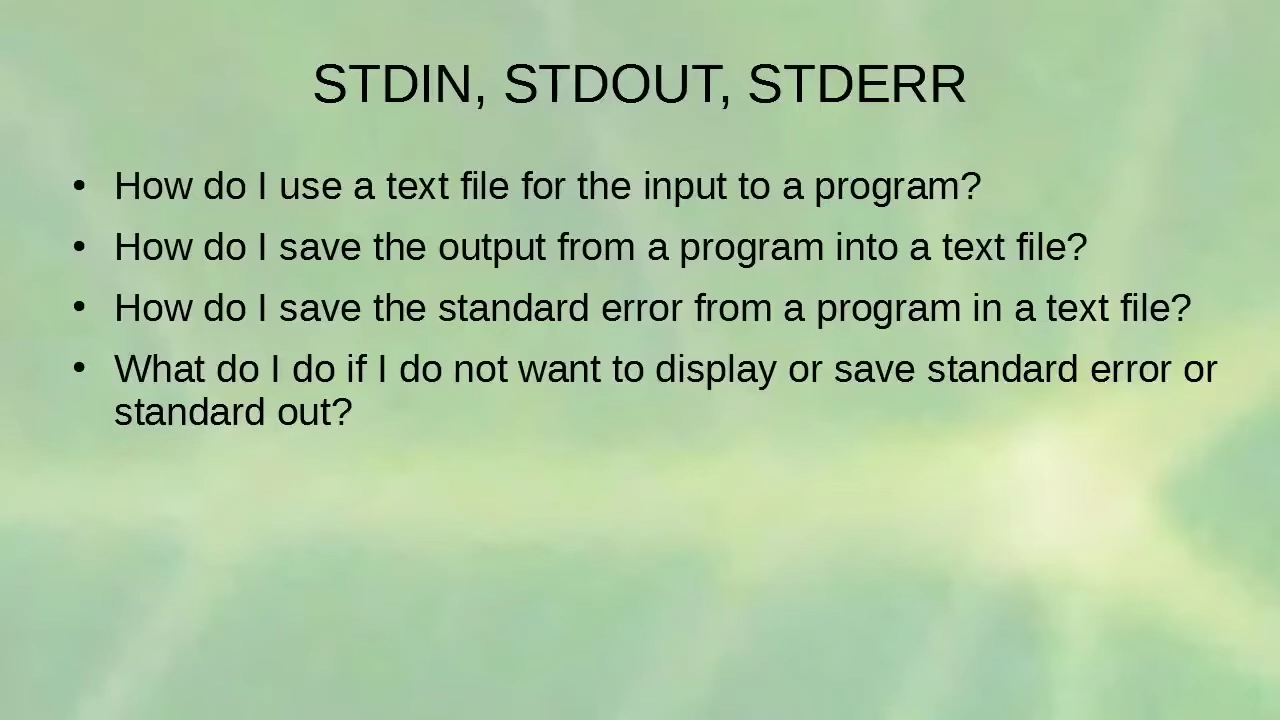 STDIN, STDOUT, STDERR
• How do I use a text file for the input to a program?
• How do I save the output from a program into a text file?
• How do I save the standard error from a program in a text file?
• What do I do if I do not want to display or save standard error or
standard out?